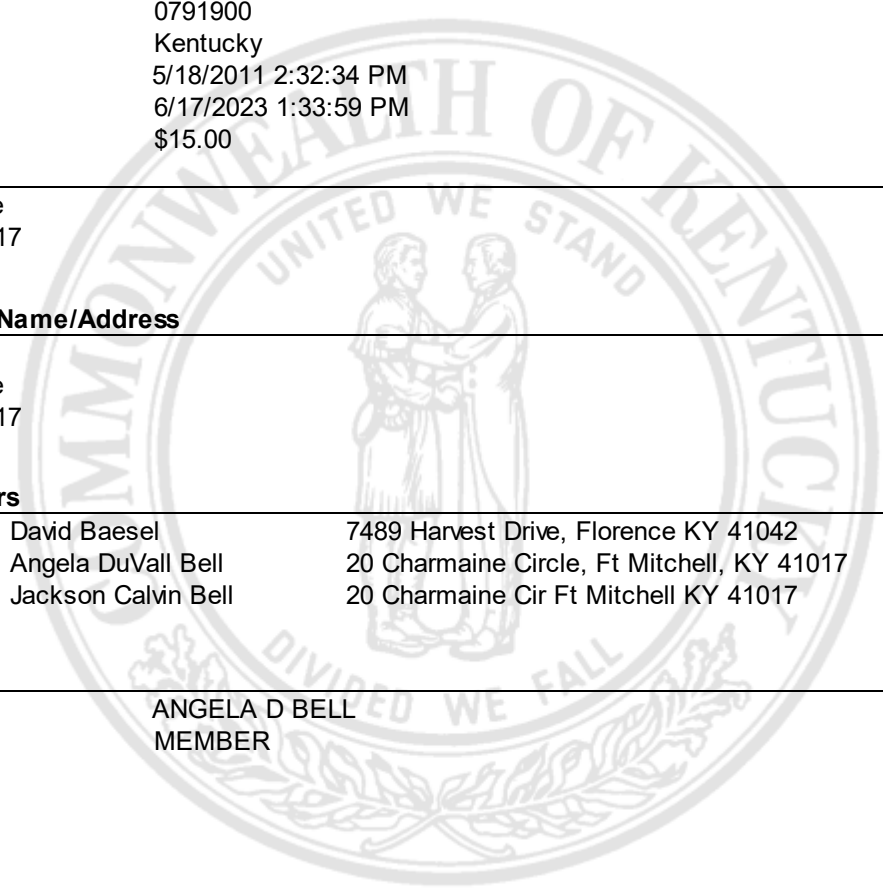 0791900
Kentucky
5/18/2011 2:32:34 PM
6/17/2023 1:33:59 PM
$15.00
e
17
Name/Address
e
17
rs
David Baesel 7489 Harvest Drive, Florence KY 41042
Angela DuVall Bell 20 Charmaine Circle, Ft Mitchell, KY 41017
Jackson Calvin Bell 20 Charmaine Cir Ft Mitchell KY 41017
ANGELA D BELL
MEMBER
COMMONWEALTH OF KENTUCKY
UNITED WE STAND
DIVIDED WE FALL